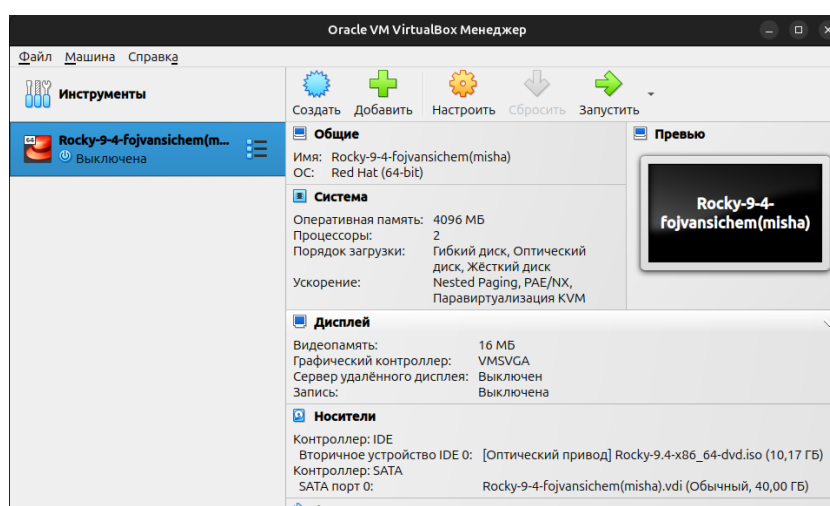 Oracle VM VirtualBox Менеджер
Файл Машина Справка
Инструменты
Создать Добавить Настроить Сбросить Запустить
64
Rocky-9-4-fojvansichem(m...
Выключена
Общие
Имя: Rocky-9-4-fojvansichem(misha)
ОС: Red Hat (64-bit)
Система
Оперативная память: 4096 МБ
Процессоры: 2
Порядок загрузки: Гибкий диск, Оптический
диск, Жёсткий диск
Ускорение: Nested Paging, PAE/NX,
Паравиртуализация KVM
Превью
Rocky-9-4-
fojvansichem(misha)
Дисплей
Видеопамять: 16 МБ
Графический контроллер: VMSVGA
Сервер удалённого дисплея: Выключен
Запись: Выключена
Носители
Контроллер: IDE
Вторичное устройство IDE 0: [Оптический привод] Rocky-9.4-x86_64-dvd.iso (10,17 ГБ)
Контроллер: SATA
SATA порт 0: Rocky-9-4-fojvansichem(misha).vdi (Обычный, 40,00 ГБ)